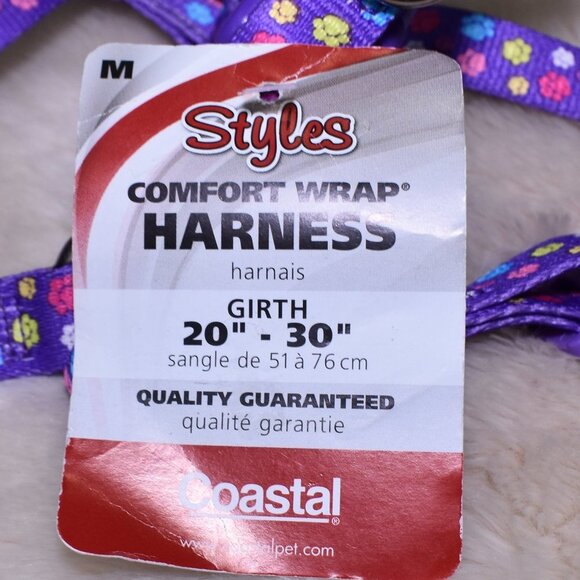 M
Styles
COMFORT WRAP®
HARNESS
harnais
GIRTH
20" - 30"
sangle de 51 à 76 cm
QUALITY GUARANTEED
qualité garantie
Coastal®